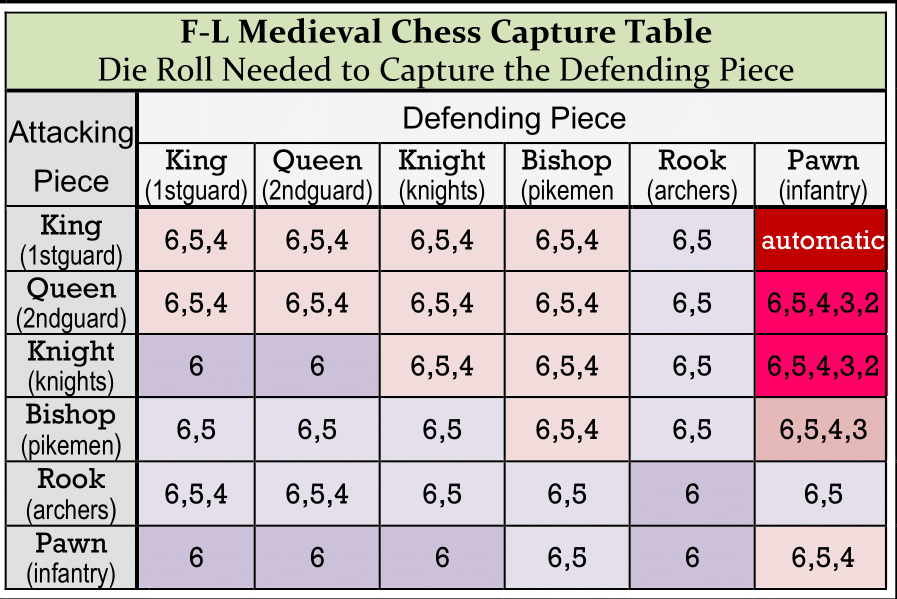 F-L Medieval Chess Capture Table
Die Roll Needed to Capture the Defending Piece
Attacking Piece
Defending Piece
King Queen Knight Bishop Rook Pawn
(1stguard) (2ndguard) (knights) (pikemen (archers) (infantry)
King (1stguard) 6,5,4 6,5,4 6,5,4 6,5,4 6,5 automatic
Queen (2ndguard) 6,5,4 6,5,4 6,5,4 6,5,4 6,5 6,5,4,3,2
Knight (knights) 6 6 6,5,4 6,5,4 6,5 6,5,4,3,2
Bishop (pikemen) 6,5 6,5 6,5 6,5,4 6,5 6,5,4,3
Rook (archers) 6,5,4 6,5,4 6,5 6,5 6 6,5
Pawn (infantry) 6 6 6 6,5 6 6,5,4